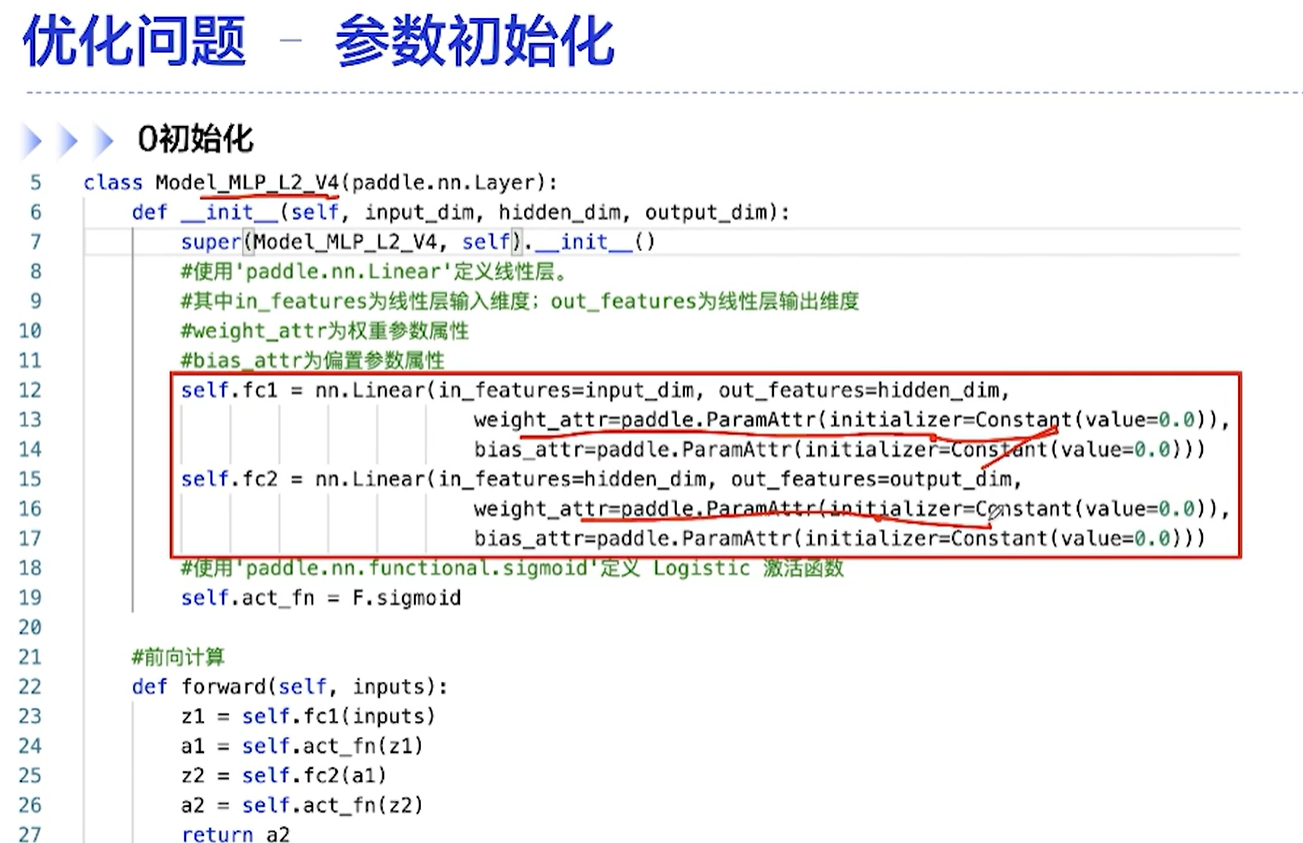 优化问题 - 参数初始化
0初始化
5 class Model_MLP_L2_V4(paddle.nn.Layer):
6 def __init__(self, input_dim, hidden_dim, output_dim):
7 super(Model_MLP_L2_V4, self).__init__()
8 #使用'paddle.nn.Linear'定义线性层。
9 #其中in_features为线性层输入维度；out_features为线性层输出维度
10 #weight_attr为权重参数属性
11 #bias_attr为偏置参数属性
12 self.fc1 = nn.Linear(in_features=input_dim, out_features=hidden_dim,
13 weight_attr=paddle.ParamAttr(initializer=Constant(value=0.0)),
14 bias_attr=paddle.ParamAttr(initializer=Constant(value=0.0)))
15 self.fc2 = nn.Linear(in_features=hidden_dim, out_features=output_dim,
16 weight_attr=paddle.ParamAttr(initializer=Constant(value=0.0)),
17 bias_attr=paddle.ParamAttr(initializer=Constant(value=0.0)))
18 #使用'paddle.nn.functional.sigmoid'定义 Logistic 激活函数
19 self.act_fn = F.sigmoid
20
21 #前向计算
22 def forward(self, inputs):
23 z1 = self.fc1(inputs)
24 a1 = self.act_fn(z1)
25 z2 = self.fc2(a1)
26 a2 = self.act_fn(z2)
27 return a2